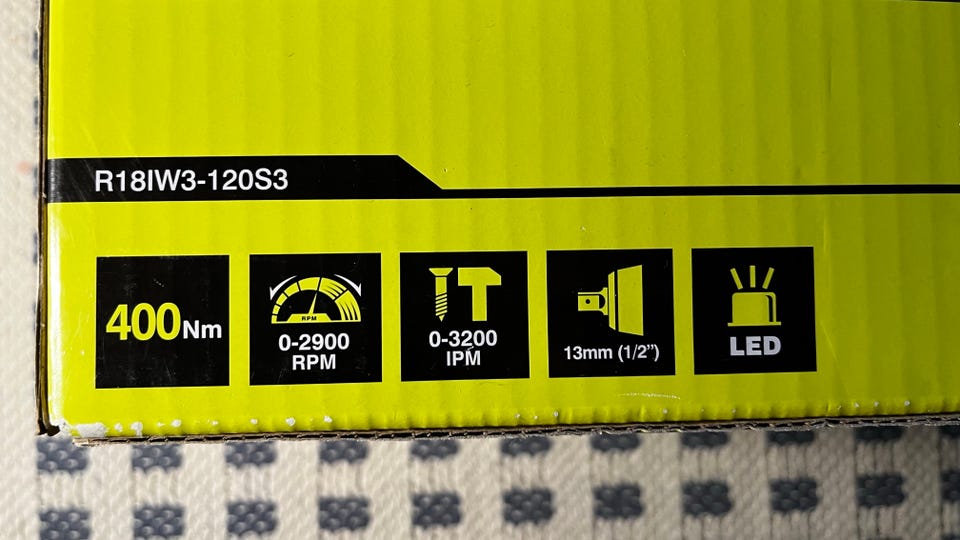 R18IW3-120S3
400Nm
RPM
0-2900
RPM
0-3200
IPM
13mm (1/2”)
LED